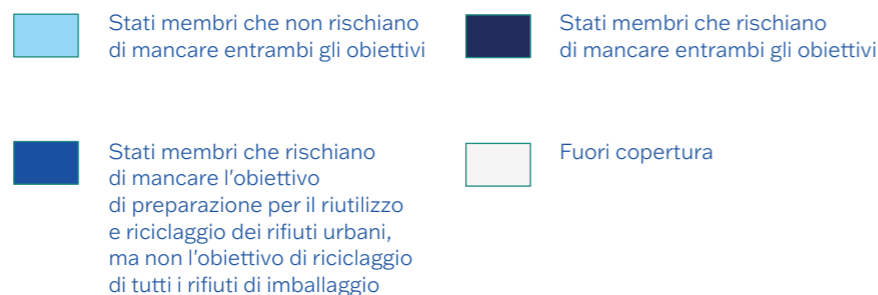 Stati membri che non rischiano
di mancare entrambi gli obiettivi
Stati membri che rischiano
di mancare entrambi gli obiettivi
Stati membri che rischiano
di mancare l'obiettivo
di preparazione per il riutilizzo
e riciclaggio dei rifiuti urbani,
ma non l'obiettivo di riciclaggio
di tutti i rifiuti di imballaggio
Fuori copertura